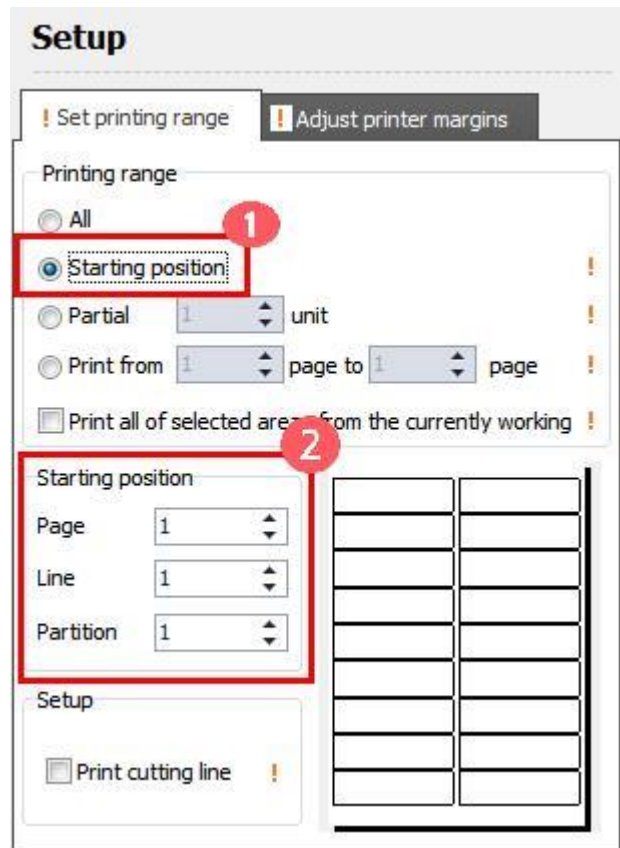 Setup
! Set printing range
! Adjust printer margins
Printing range
All
1
Starting position !
Partial 1 unit !
Print from 1 page to 1 page !
Print all of selected area from the currently working !
2
Starting position
Page 1
Line 1
Partition 1
Setup
Print cutting line !